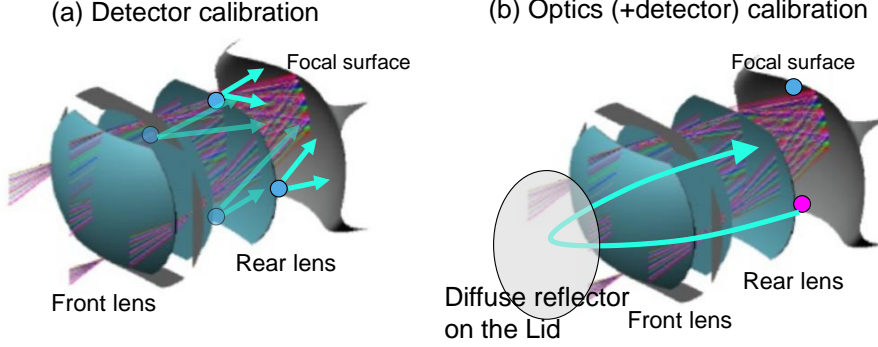 (a) Detector calibration
Focal surface
Rear lens
Front lens
(b) Optics (+detector) calibration
Focal surface
Rear lens
Diffuse reflector
on the Lid
Front lens